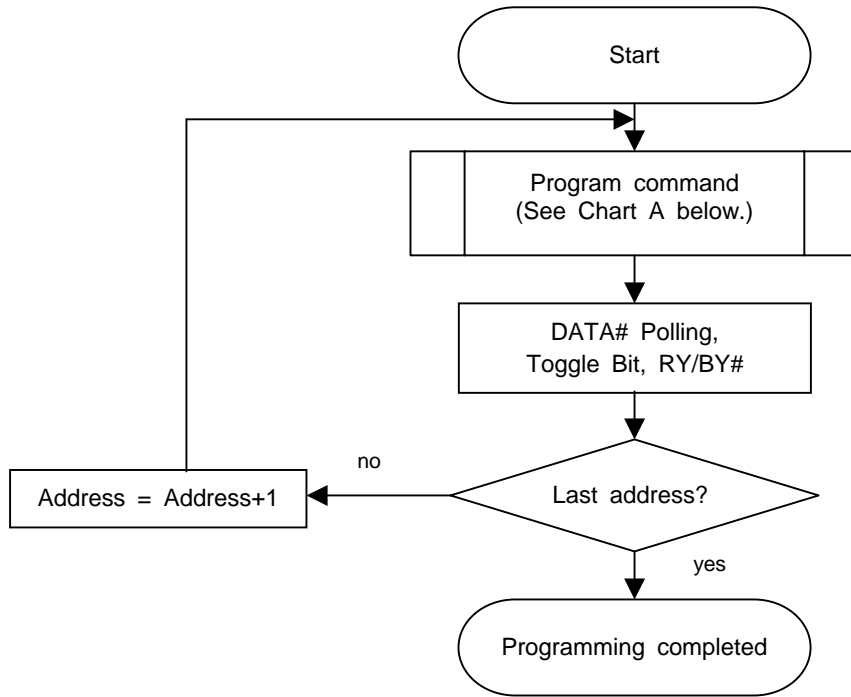 Start
Program command
(See Chart A below.)
DATA# Polling,
Toggle Bit, RY/BY#
Last address?
no
Address = Address+1
yes
Programming completed